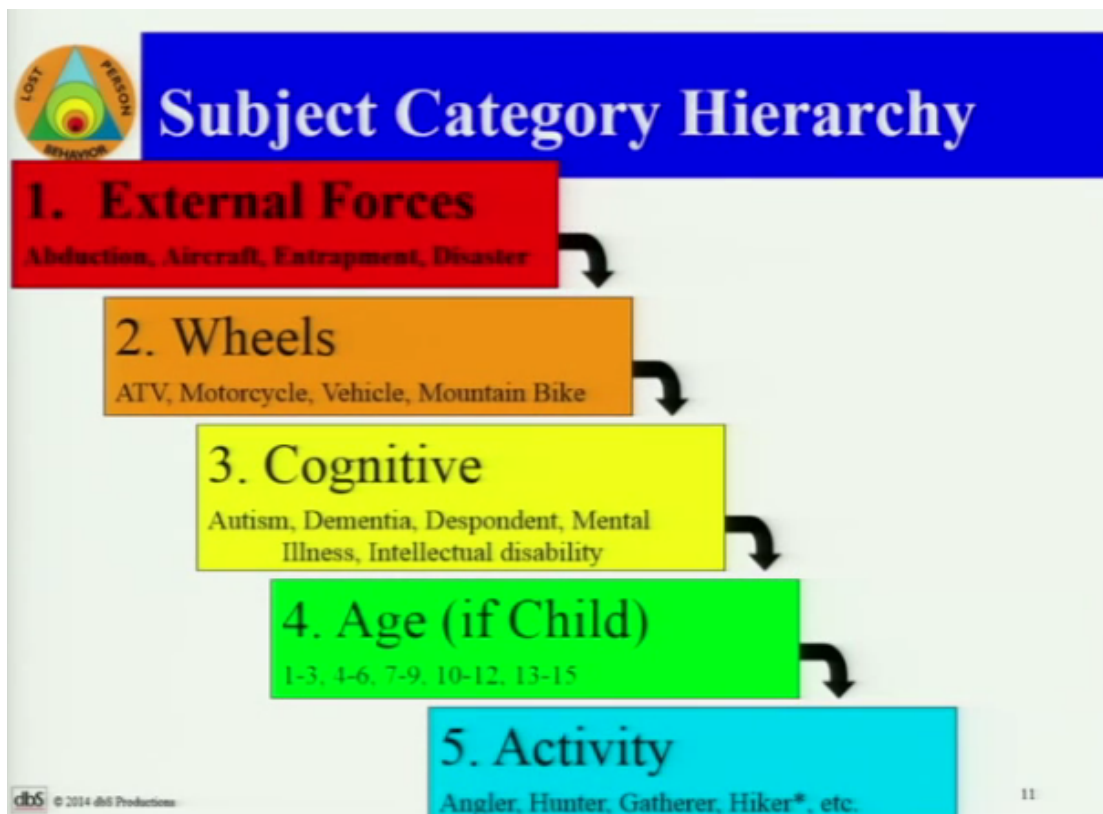 LOST PERSON BEHAVIOR
Subject Category Hierarchy
1. External Forces
Abduction, Aircraft, Entrapment, Disaster
2. Wheels
ATV, Motorcycle, Vehicle, Mountain Bike
3. Cognitive
Autism, Dementia, Despondent, Mental
Illness, Intellectual disability
4. Age (if Child)
1-3, 4-6, 7-9, 10-12, 13-15
5. Activity
Angler, Hunter, Gatherer, Hiker*, etc.
dbS © 2014 dbS Productions
11